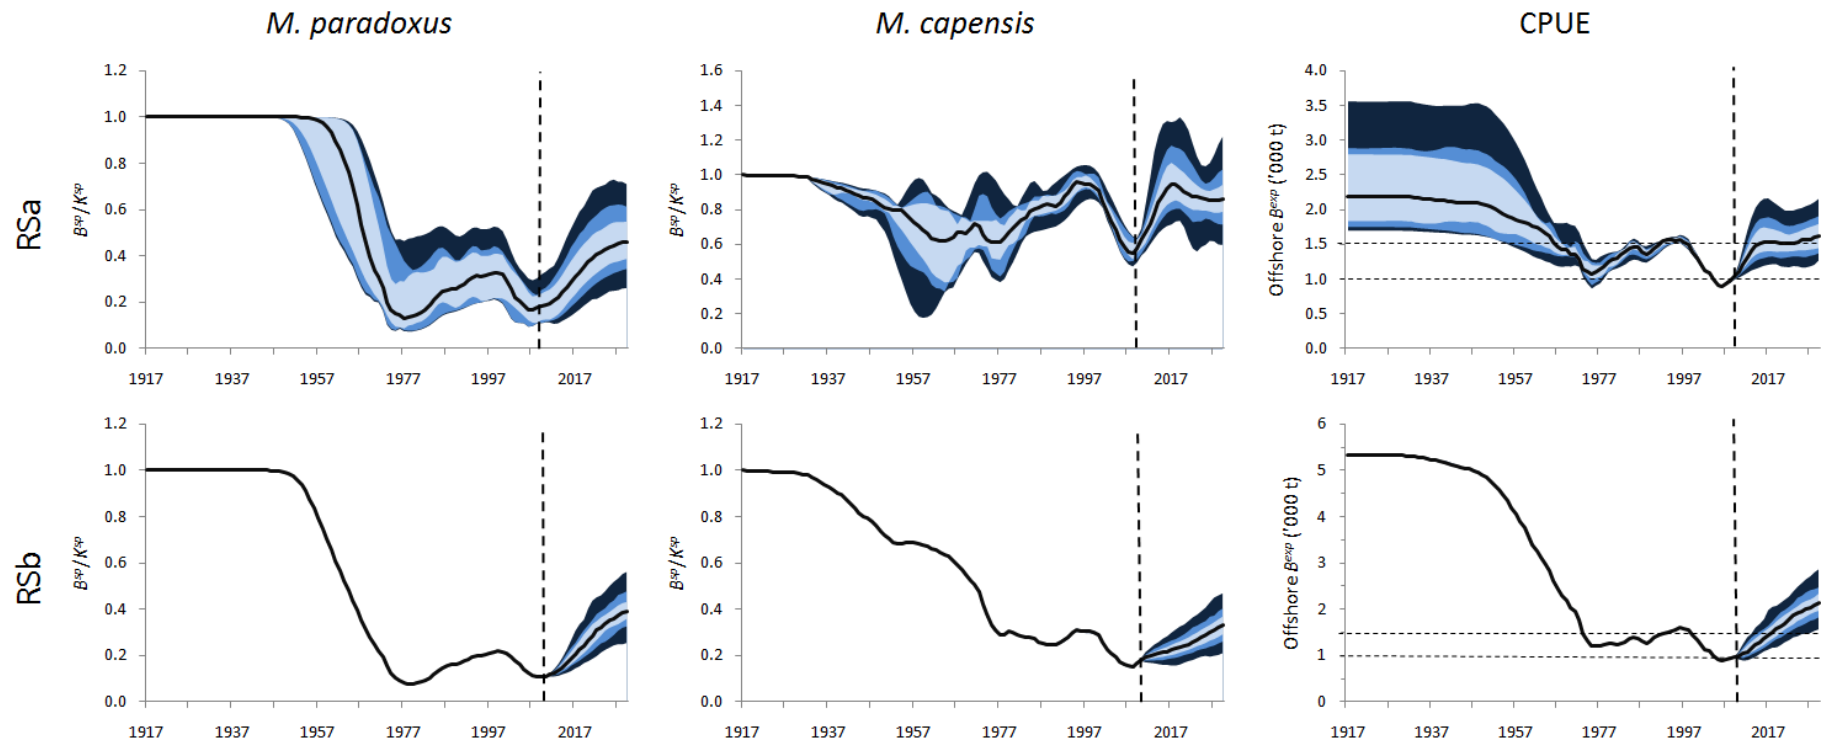 M. paradoxus
M. capensis
CPUE
RSa
Bsp/Ksp
1.2
1.0
0.8
0.6
0.4
0.2
0.0
1917 1937 1957 1977 1997 2017
Bsp/Ksp
1.6
1.4
1.2
1.0
0.8
0.6
0.4
0.2
0.0
1917 1937 1957 1977 1997 2017
Offshore Bexp ('000 t)
4.0
3.5
3.0
2.5
2.0
1.5
1.0
0.5
0.0
1917 1937 1957 1977 1997 2017
RSb
Bsp/Ksp
1.2
1.0
0.8
0.6
0.4
0.2
0.0
1917 1937 1957 1977 1997 2017
Bsp/Ksp
1.2
1.0
0.8
0.6
0.4
0.2
0.0
1917 1937 1957 1977 1997 2017
Offshore Bexp ('000 t)
6
5
4
3
2
1
0
1917 1937 1957 1977 1997 2017